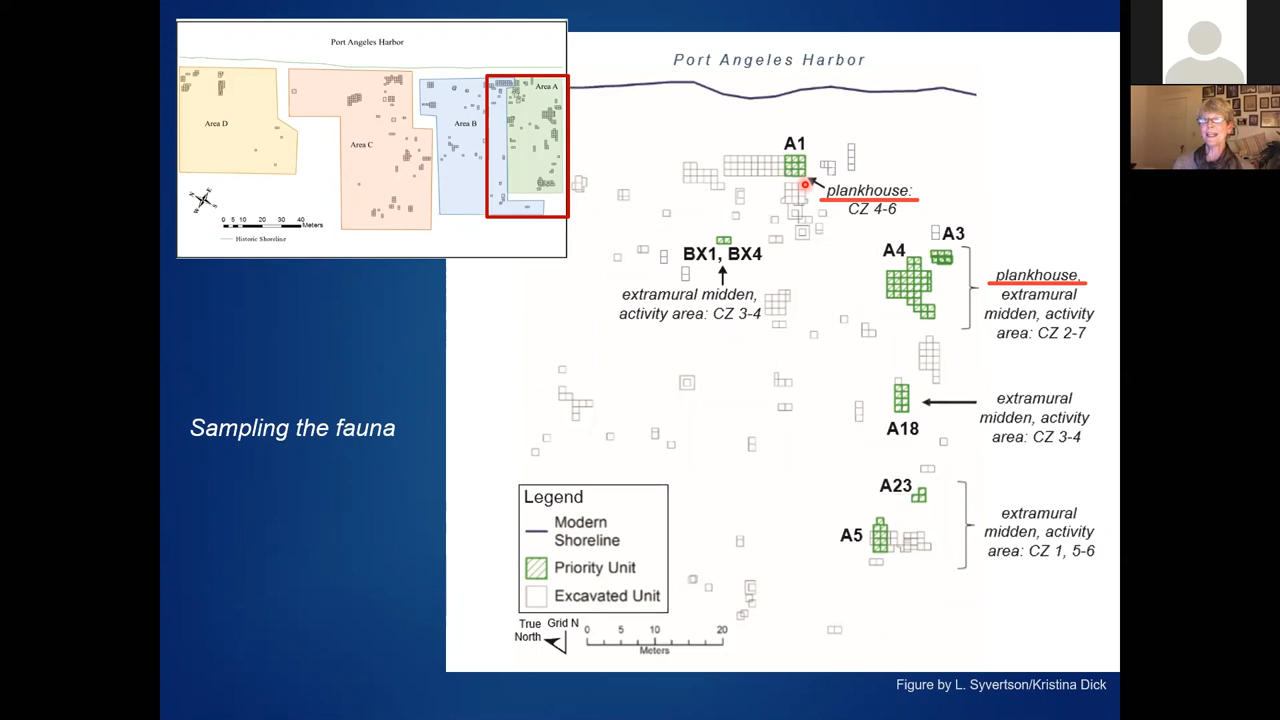 Port Angeles Harbor
Area A
Area D
Area B
Area C
0 5 10 20 30 40
Meters
Historic Shoreline
Port Angeles Harbor
A1
plankhouse:
CZ 4-6
A3
A4
BX1, BX4
extramural midden,
activity area: CZ 3-4
plankhouse,
extramural
midden, activity
area: CZ 2-7
extramural
midden, activity
area: CZ 3-4
A18
Sampling the fauna
A23
A5
extramural
midden, activity
area: CZ 1, 5-6
Legend
Modern
Shoreline
Priority Unit
Excavated Unit
True
North
Grid N
0 5 10 20
Meters
Figure by L. Syvertson/Kristina Dick